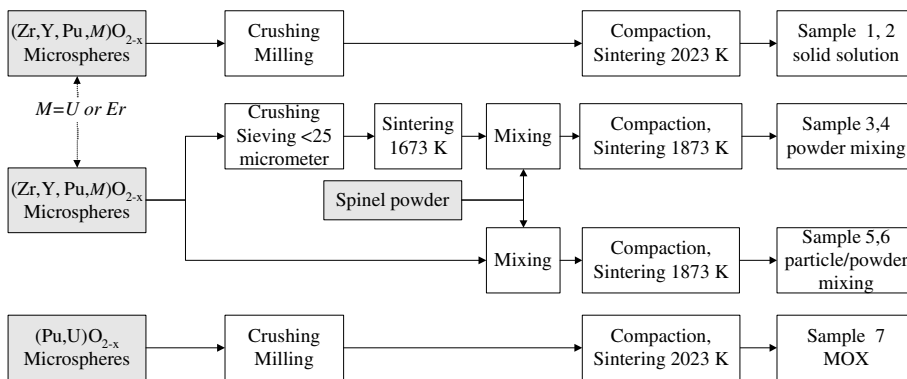 (Zr,Y,Pu,M)O2-x
Microspheres
Crushing
Milling
Compaction,
Sintering 2023 K
Sample 1, 2
solid solution
M=U or Er
Crushing
Sieving <25
micrometer
Sintering
1673 K
Mixing
Compaction,
Sintering 1873 K
Sample 3,4
powder mixing
(Zr,Y,Pu,M)O2-x
Microspheres
Spinel powder
Mixing
Compaction,
Sintering 1873 K
Sample 5,6
particle/powder
mixing
(Pu,U)O2-x
Microspheres
Crushing
Milling
Compaction,
Sintering 2023 K
Sample 7
MOX